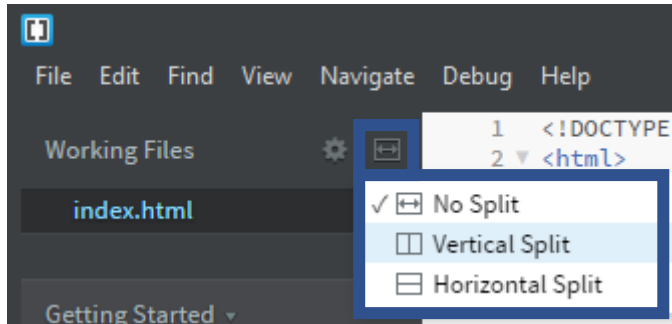 File Edit Find View Navigate Debug Help
Working Files
1 <!DOCTYPE
2 <html>
index.html
✓ No Split
Vertical Split
Horizontal Split
Getting Started